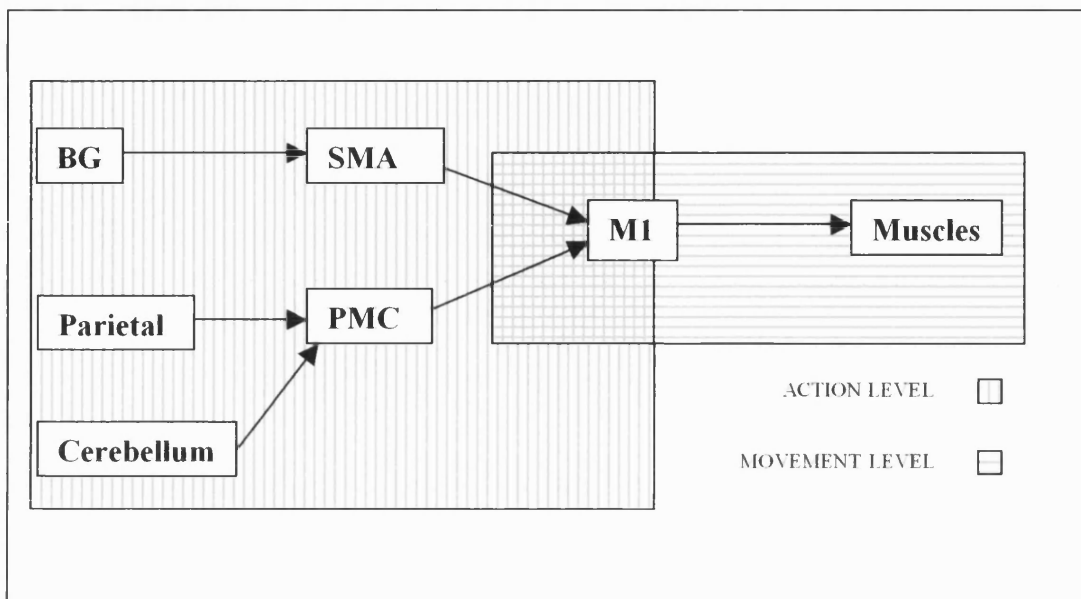 BG
SMA
M1
Muscles
Parietal
PMC
Cerebellum
ACTION LEVEL
MOVEMENT LEVEL